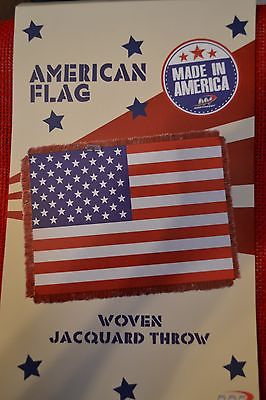 AMERICAN
FLAG
MADE IN
AMERICA
WOVEN
JACQUARD THROW